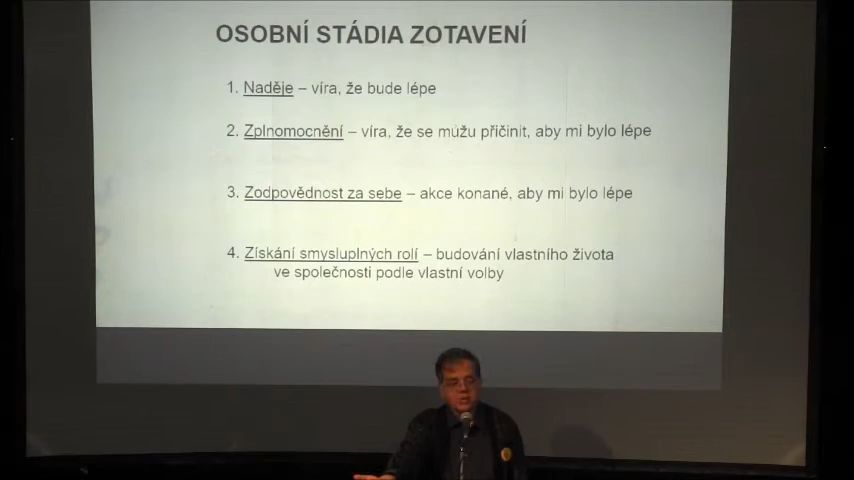 OSOBNÍ STÁDIA ZOTAVENÍ
1. Naděje – víra, že bude lépe
2. Zplnomocnění – víra, že se můžu přičinit, aby mi bylo lépe
3. Zodpovědnost za sebe – akce konané, aby mi bylo lépe
4. Získání smysluplných rolí – budování vlastního života
ve společnosti podle vlastní volby